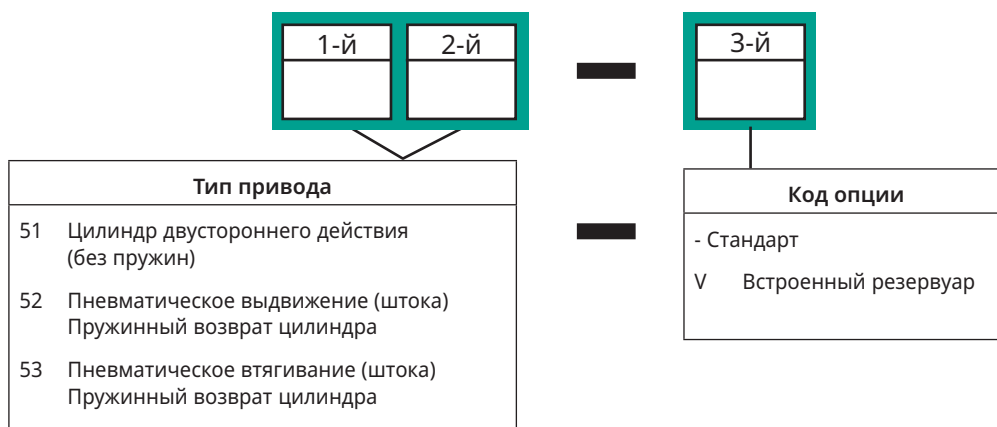 1-й 2-й 3-й
Тип привода
51 Цилиндр двустороннего действия
(без пружин)
52 Пневматическое выдвижение (штока)
Пружинный возврат цилиндра
53 Пневматическое втягивание (штока)
Пружинный возврат цилиндра
Код опции
- Стандарт
V Встроенный резервуар